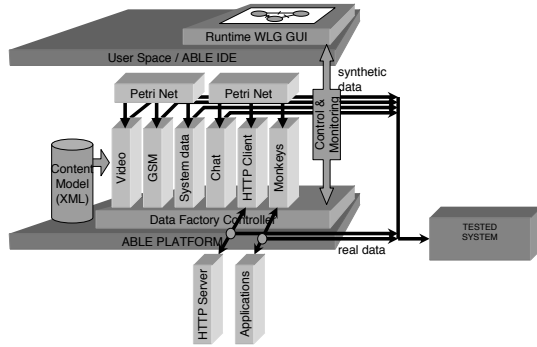 Runtime WLG GUI
User Space / ABLE IDE
synthetic
data
Petri Net
Petri Net
Control &
Monitoring
Video
GSM
System data
Chat
HTTP Client
Monkeys
Content
Model
(XML)
Data Factory Controller
ABLE PLATFORM
real data
TESTED
SYSTEM
HTTP Server
Applications